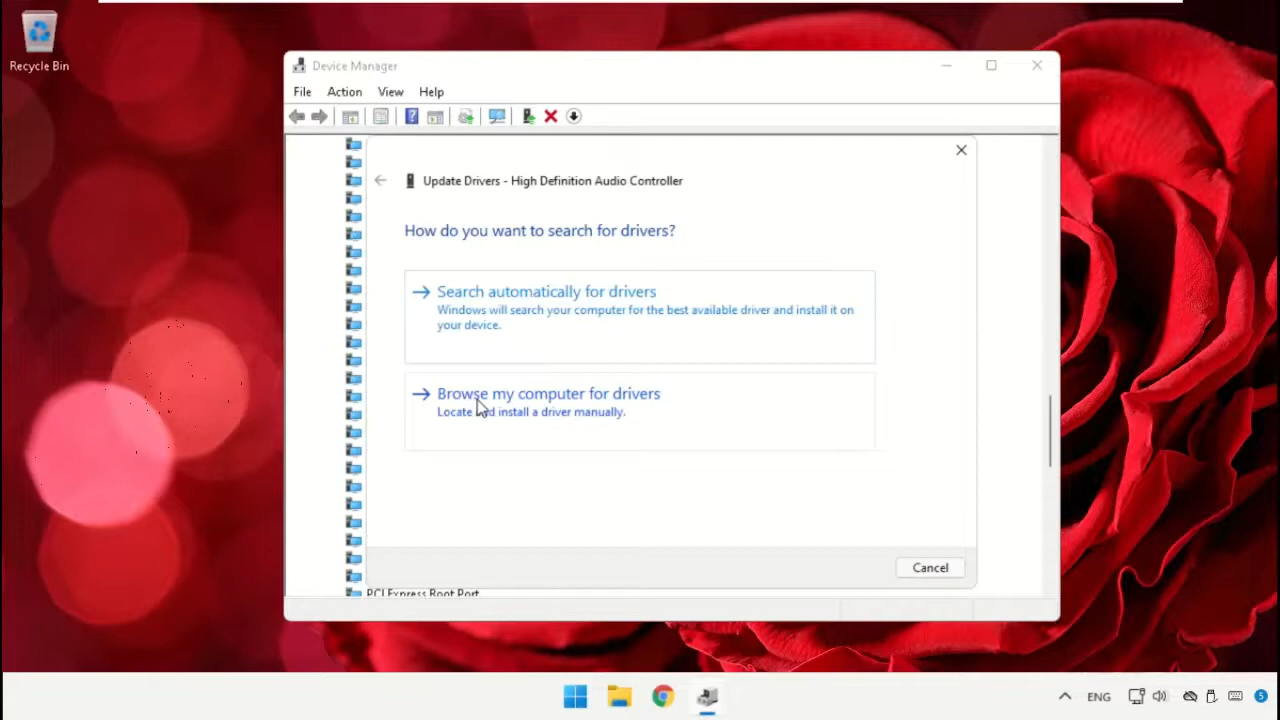 Recycle Bin
Device Manager
File Action View Help
Update Drivers - High Definition Audio Controller
How do you want to search for drivers?
Search automatically for drivers
Windows will search your computer for the best available driver and install it on
your device.
Browse my computer for drivers
Locate and install a driver manually.
Cancel
PCI Express Root Port
ENG
5